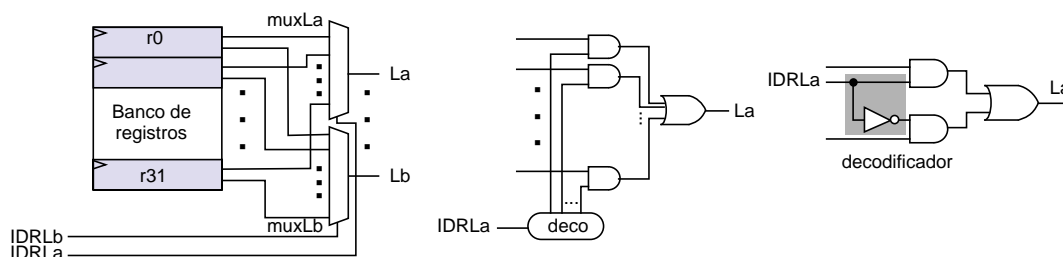 muxLa
r0
La
Banco de
registros
r31
Lb
muxLb
IDRLb
IDRLa
La
...
...
IDRLa
deco
IDRLa
La
decodificador